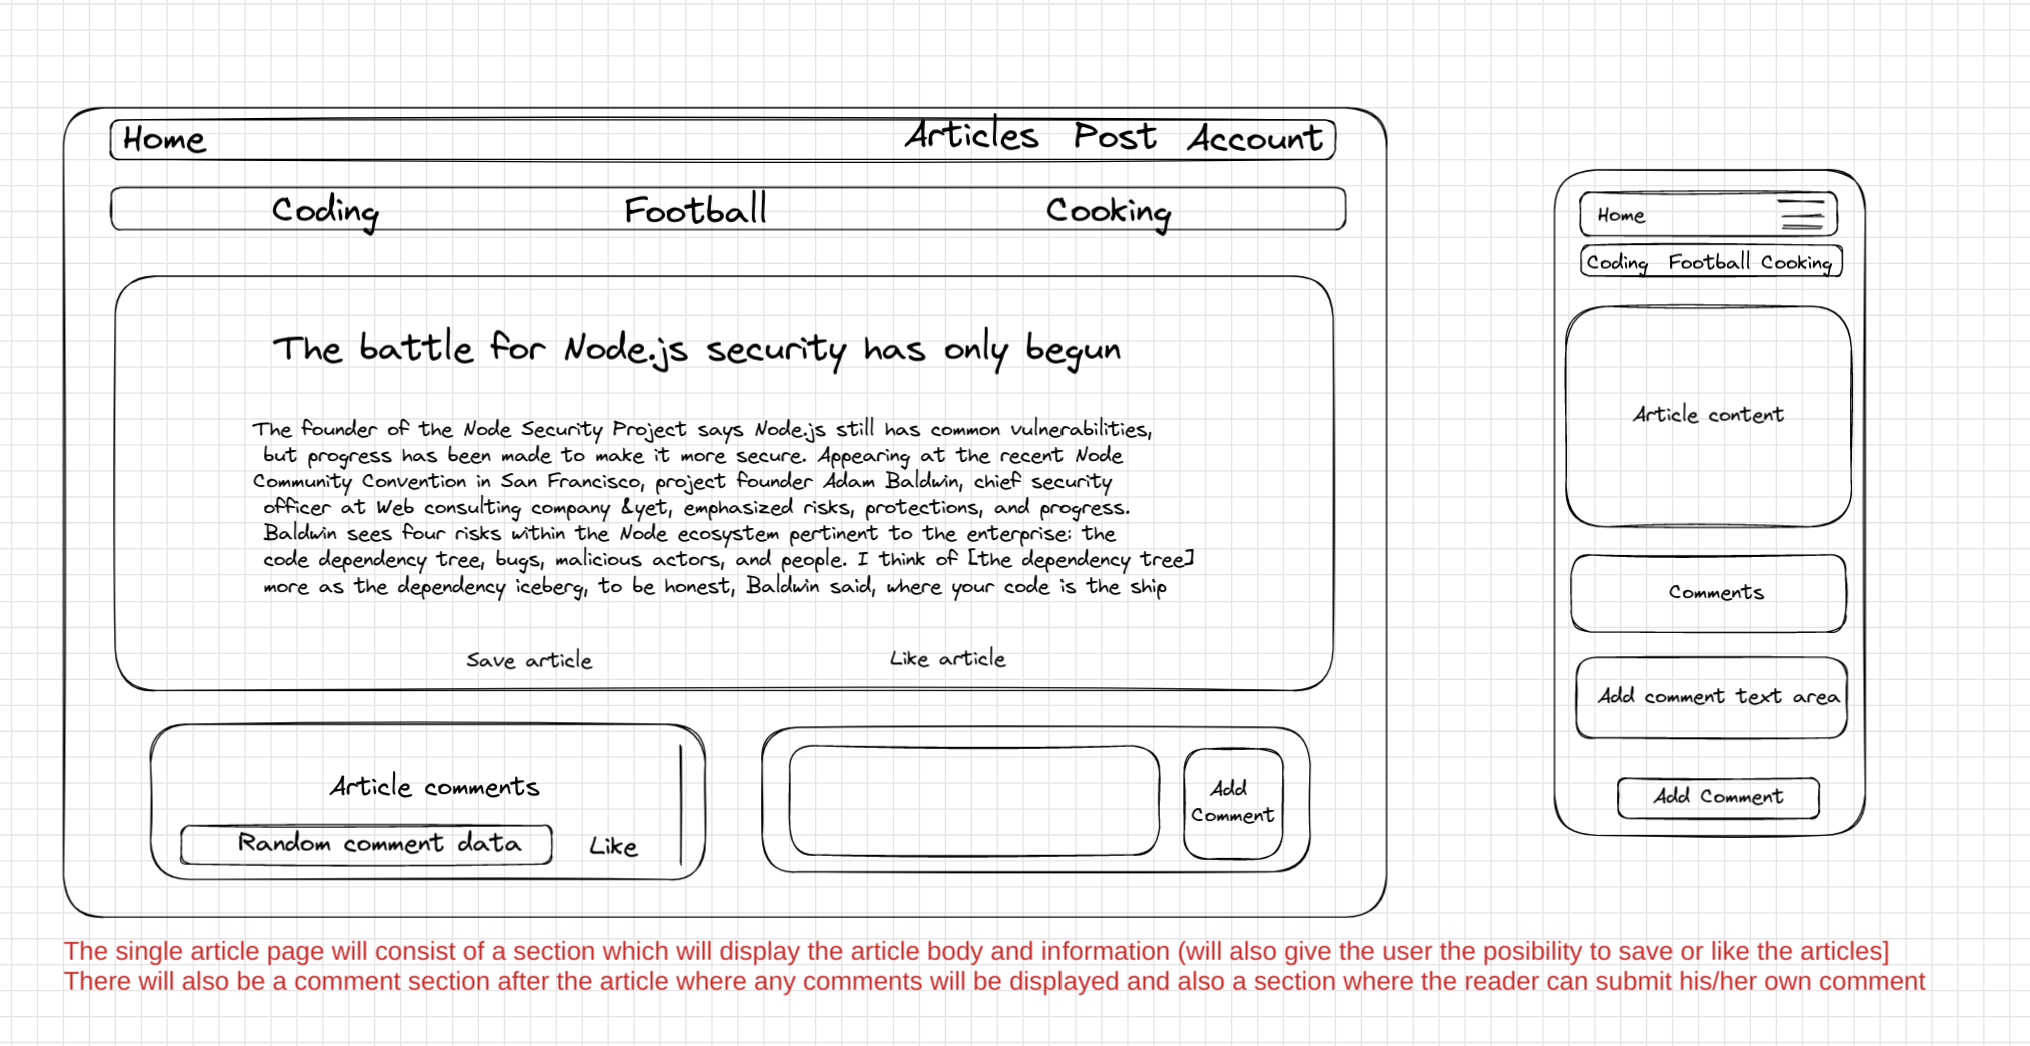 Home Articles Post Account
Coding Football Cooking
The battle for Node.js security has only begun
The founder of the Node Security Project says Node.js still has common vulnerabilities,
but progress has been made to make it more secure. Appearing at the recent Node
Community Convention in San Francisco, project founder Adam Baldwin, chief security
officer at Web consulting company &yet, emphasized risks, protections, and progress.
Baldwin sees four risks within the Node ecosystem pertinent to the enterprise: the
code dependency tree, bugs, malicious actors, and people. I think of [the dependency tree]
more as the dependency iceberg, to be honest, Baldwin said, where your code is the ship
Save article Like article
Article comments
Random comment data Like
Add
Comment
Home
Coding Football Cooking
Article content
Comments
Add comment text area
Add Comment
The single article page will consist of a section which will display the article body and information (will also give the user the posibility to save or like the articles]
There will also be a comment section after the article where any comments will be displayed and also a section where the reader can submit his/her own comment